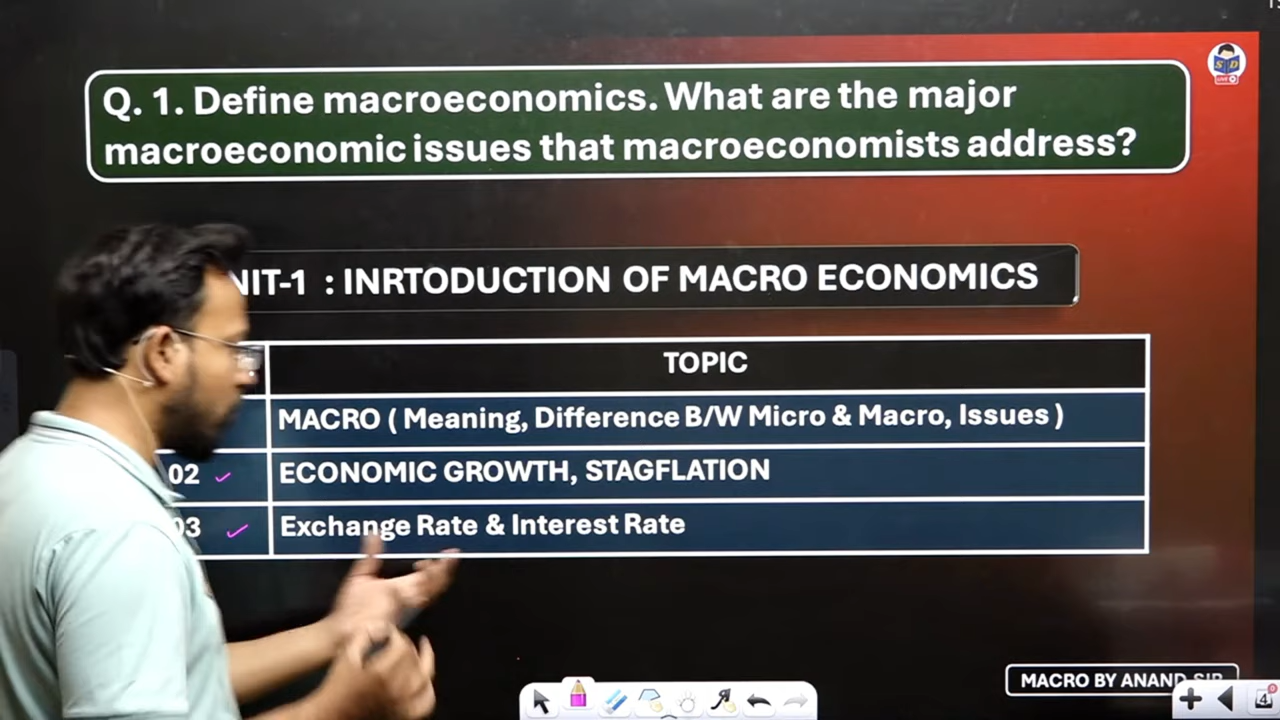 Q. 1. Define macroeconomics. What are the major
macroeconomic issues that macroeconomists address?
NIT-1 : INRTODUCTION OF MACRO ECONOMICS
TOPIC
MACRO ( Meaning, Difference B/W Micro & Macro, Issues )
02 ECONOMIC GROWTH, STAGFLATION
03 Exchange Rate & Interest Rate
MACRO BY ANAND SIR
S D
LIVE
4